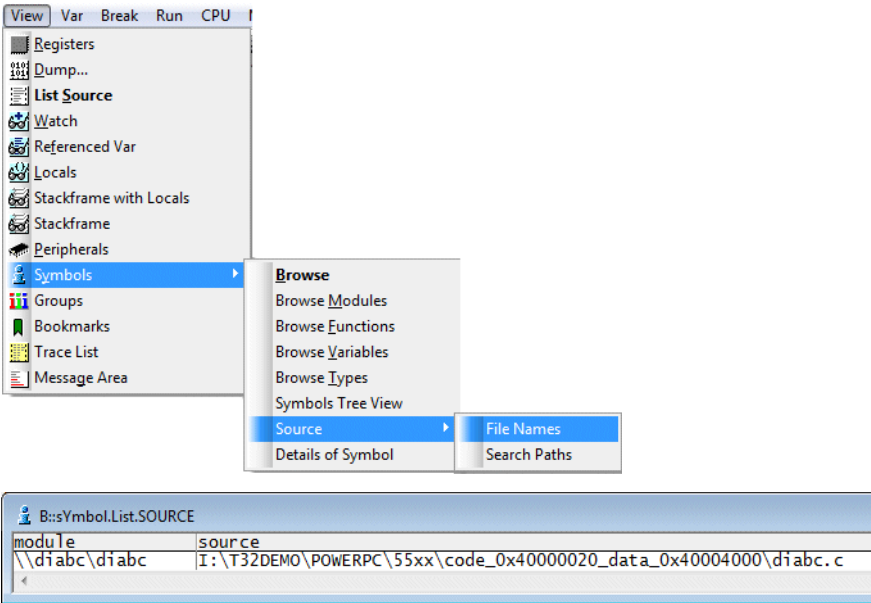 View Var Break Run CPU
Registers
Dump...
List Source
Watch
Referenced Var
Locals
Stackframe with Locals
Stackframe
Peripherals
Symbols
Groups
Bookmarks
Trace List
Message Area
Browse
Browse Modules
Browse Functions
Browse Variables
Browse Types
Symbols Tree View
Source
Details of Symbol
File Names
Search Paths
B::sYmbol.List.SOURCE
module source
\\diabc\diabc I:\T32DEMO\POWERPC\55xx\code_0x40000020_data_0x40004000\diabc.c